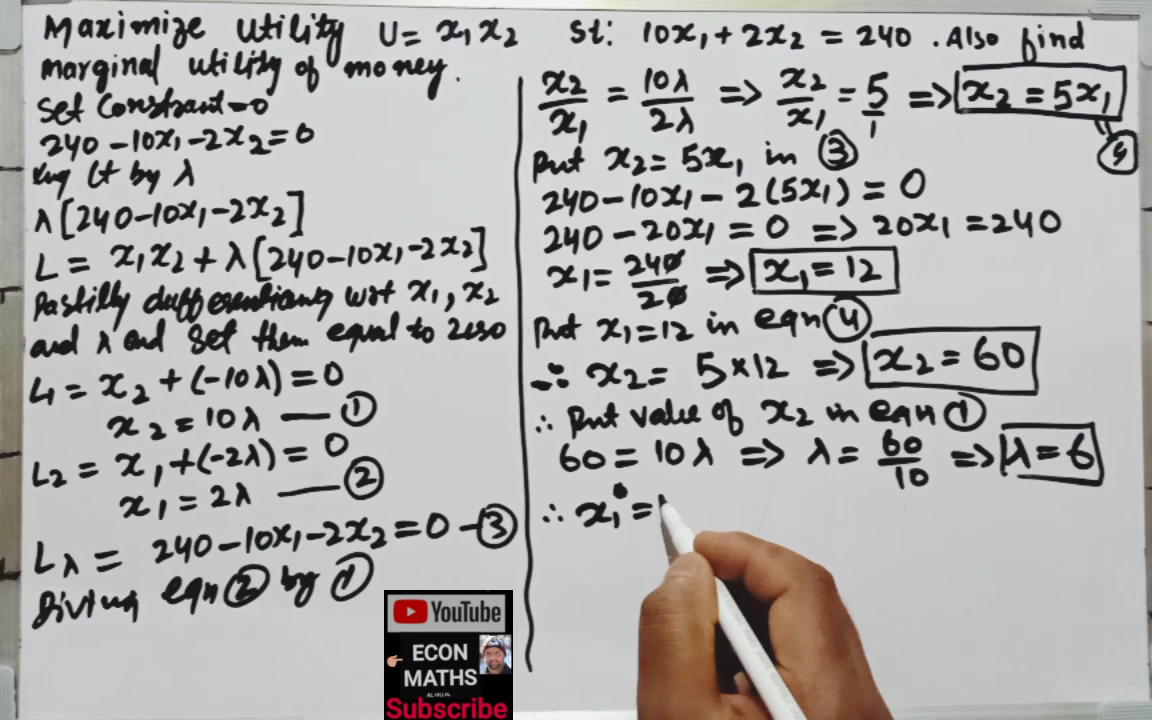 Maximize Utility U = x₁x₂ St: 10x₁ + 2x₂ = 240 . Also find
marginal utility of money.
Set Constraint=0
240 - 10x₁ - 2x₂ = 0
by λ
λ[240-10x₁-2x₂]
L = x₁x₂ + λ[240-10x₁-2x₂]
wrt x₁, x₂
and λ and Set them equal to zero
L₁ = x₂ + (-10λ) = 0
x₂ = 10λ — ①
L₂ = x₁ + (-2λ) = 0
x₁ = 2λ — ②
Lλ = 240 - 10x₁ - 2x₂ = 0 - ③
eqn ② by ①
x₂/x₁ = 10λ/2λ => x₂/x₁ = 5/1 => x₂ = 5x₁
④
Put x₂ = 5x₁ in ③
240 - 10x₁ - 2(5x₁) = 0
240 - 20x₁ = 0 => 20x₁ = 240
x₁ = 240/20 => x₁ = 12
Put x₁ = 12 in eqn ④
∴ x₂ = 5×12 => x₂ = 60
∴ Put value of x₂ in eqn ①
60 = 10λ => λ = 60/10 => λ = 6
∴ x₁* = 1
YouTube
ECON
MATHS
Subscribe